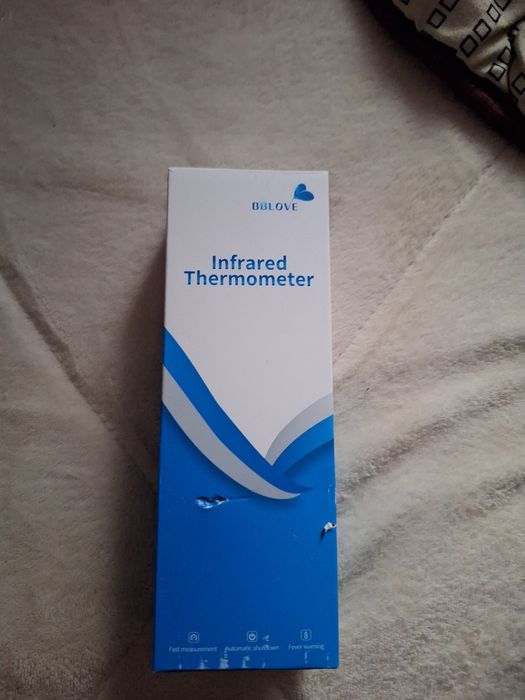 BBLOVE
Infrared
Thermometer
Fast measurement Automatic shutdown Fever warning